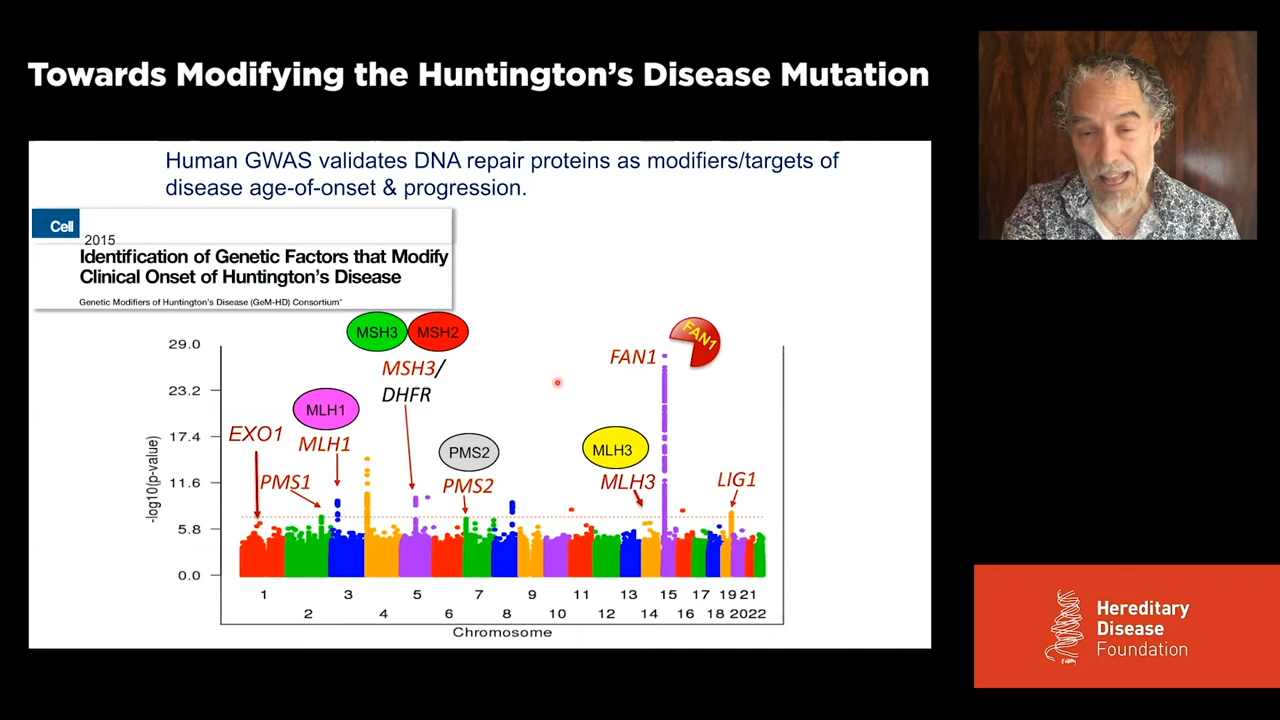 Towards Modifying the Huntington's Disease Mutation
Human GWAS validates DNA repair proteins as modifiers/targets of
disease age-of-onset & progression.
Cell
2015
Identification of Genetic Factors that Modify
Clinical Onset of Huntington's Disease
Genetic Modifiers of Huntington's Disease (GeM-HD) Consortium*
MSH3
MSH2
MSH3/
DHFR
FAN1
FAN1
MLH1
MLH1
EXO1
PMS1
PMS2
PMS2
MLH3
MLH3
LIG1
-log10(p-value)
29.0
23.2
17.4
11.6
5.8
0.0
1 3 5 7 9 11 13 15 17 19 21
2 4 6 8 10 12 14 16 18 20 22
Chromosome
Hereditary
Disease
Foundation